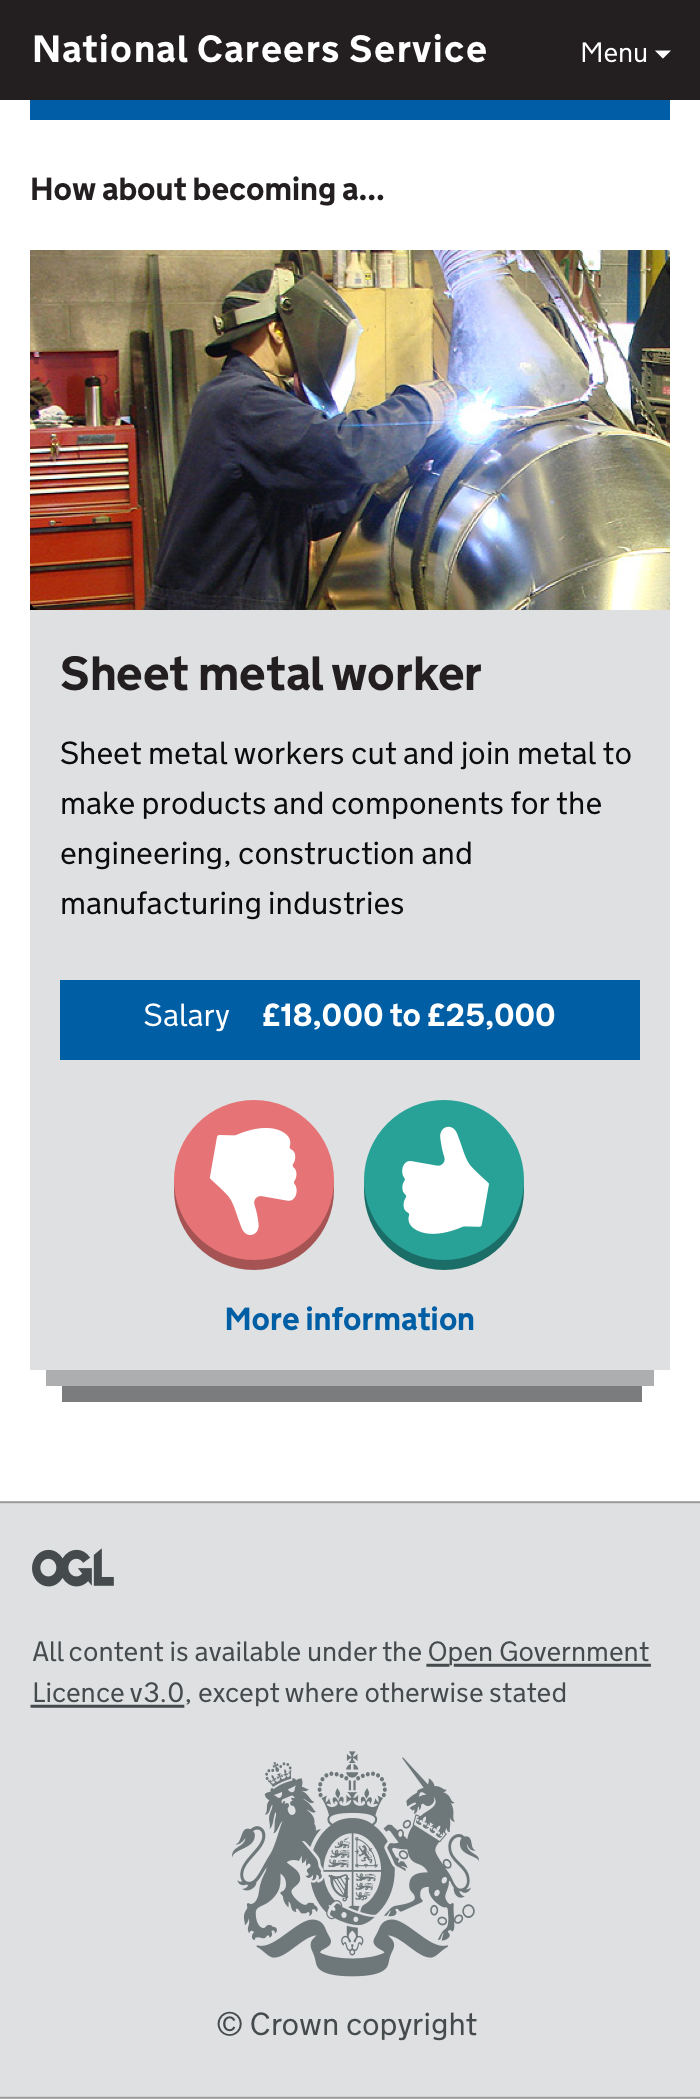 National Careers Service
Menu
How about becoming a...
Sheet metal worker
Sheet metal workers cut and join metal to
make products and components for the
engineering, construction and
manufacturing industries
Salary £18,000 to £25,000
More information
OGL
All content is available under the Open Government
Licence v3.0, except where otherwise stated
© Crown copyright